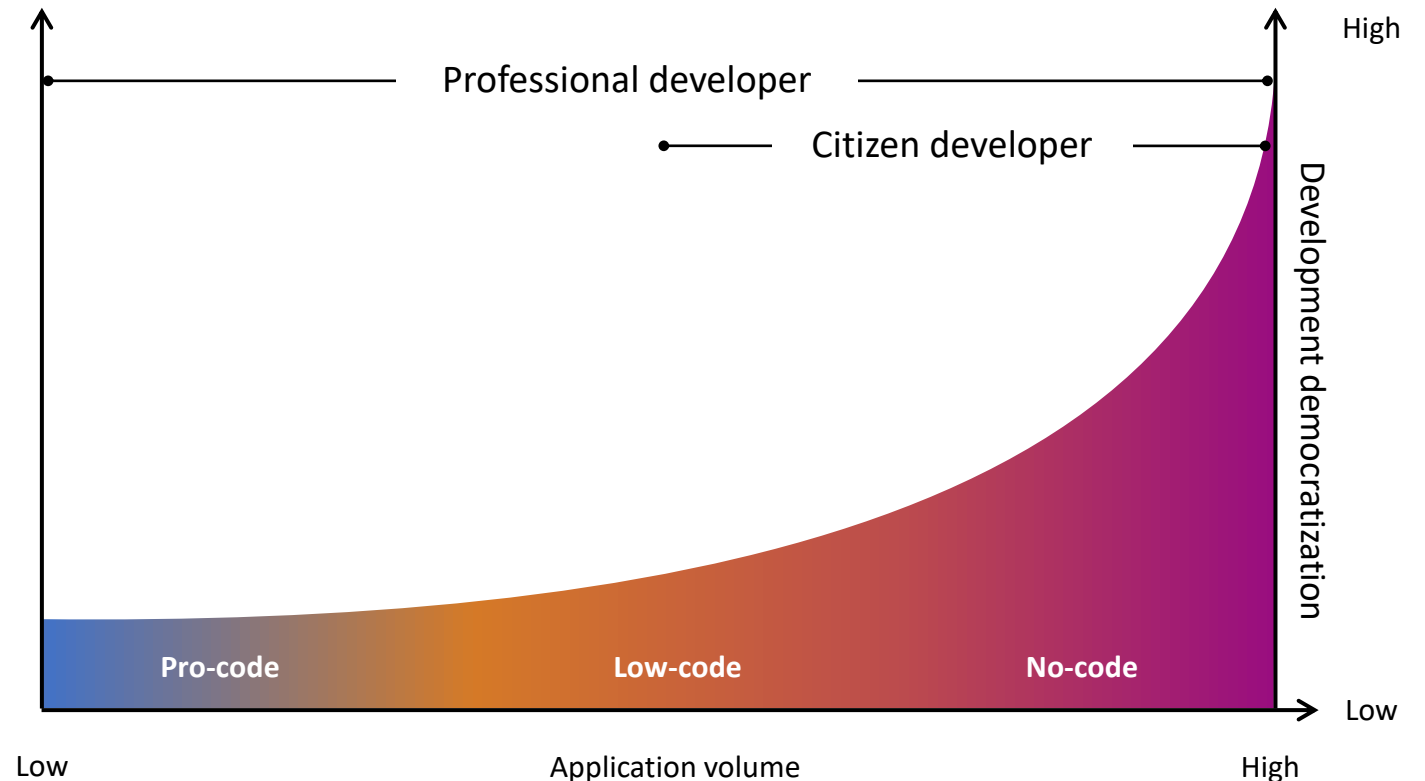 High
Professional developer
Citizen developer
Development democratization
Pro-code
Low-code
No-code
Low
Low
Application volume
High